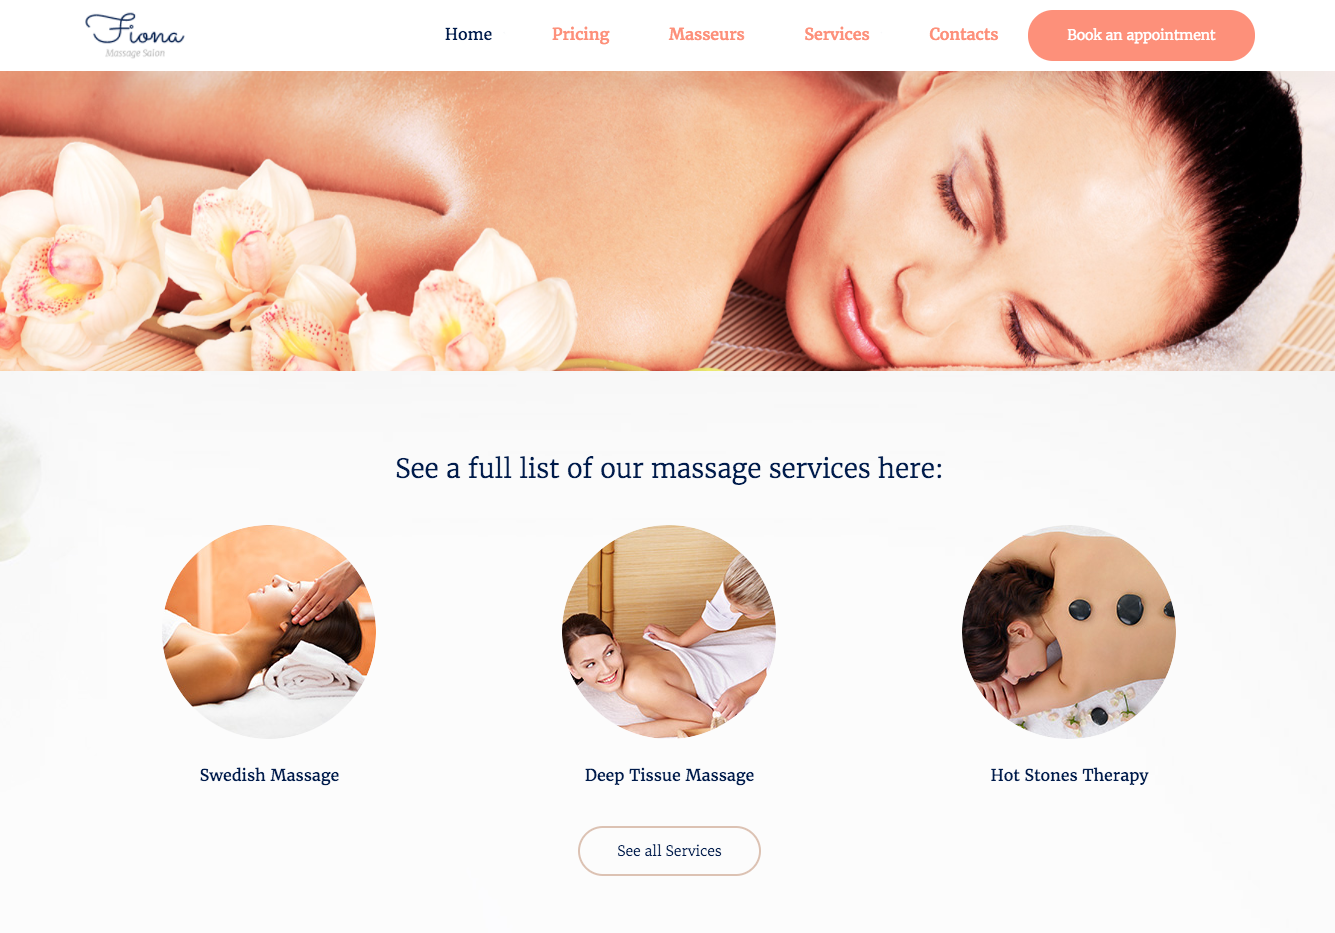 Fiona
Massage Salon
Home
Pricing
Masseurs
Services
Contacts
Book an appointment
See a full list of our massage services here:
Swedish Massage
Deep Tissue Massage
Hot Stones Therapy
See all Services